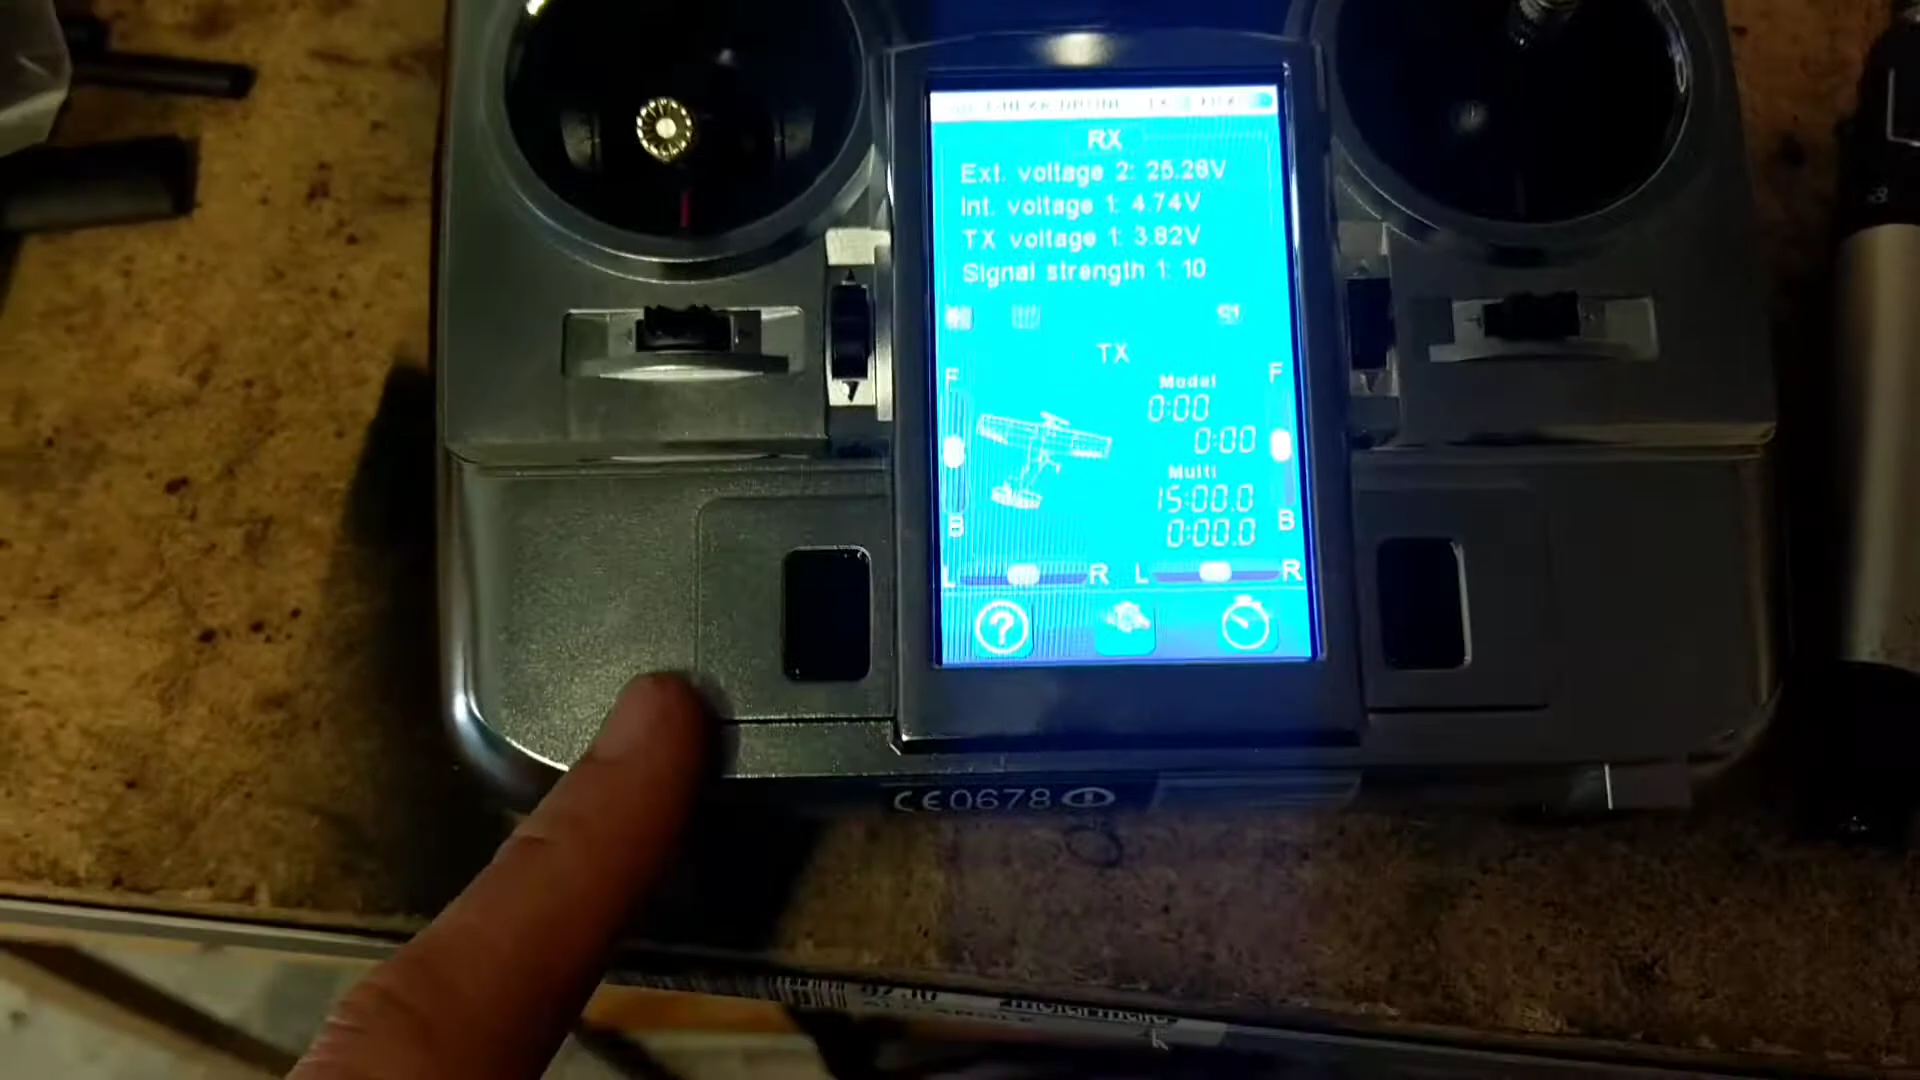 RX
Ext. voltage 2: 25.26V
Int. voltage 1: 4.74V
TX voltage 1: 3.82V
Signal strength 1: 10
TX
F
F
Model
0:00
0:00
Multi
15:00.0
0:00.0
B
B
L R L R
?
CE0678